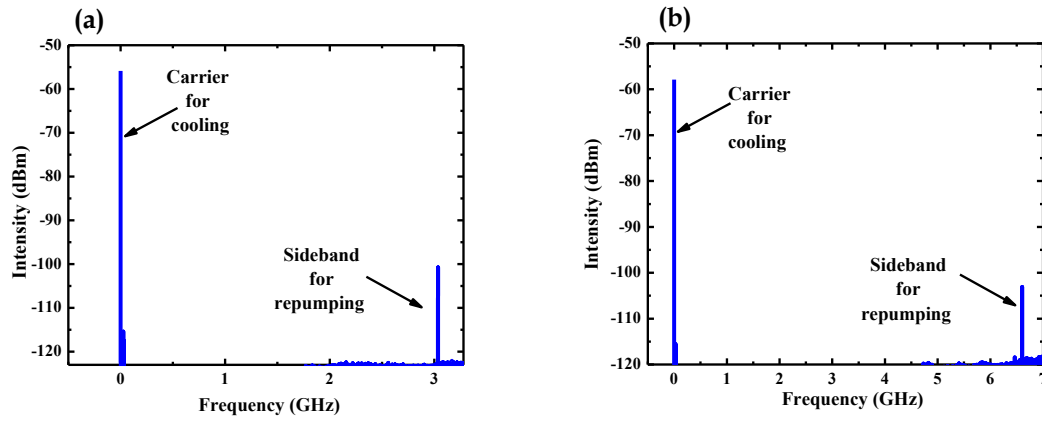 (a)
-50
-60
-70
-80
-90
-100
-110
-120
Intensity (dBm)
Carrier
for
cooling
Sideband
for
repumping
0
1
2
3
Frequency (GHz)
(b)
-50
-60
-70
-80
-90
-100
-110
-120
Intensity (dBm)
Carrier
for
cooling
Sideband
for
repumping
0
1
2
3
4
5
6
7
Frequency (GHz)